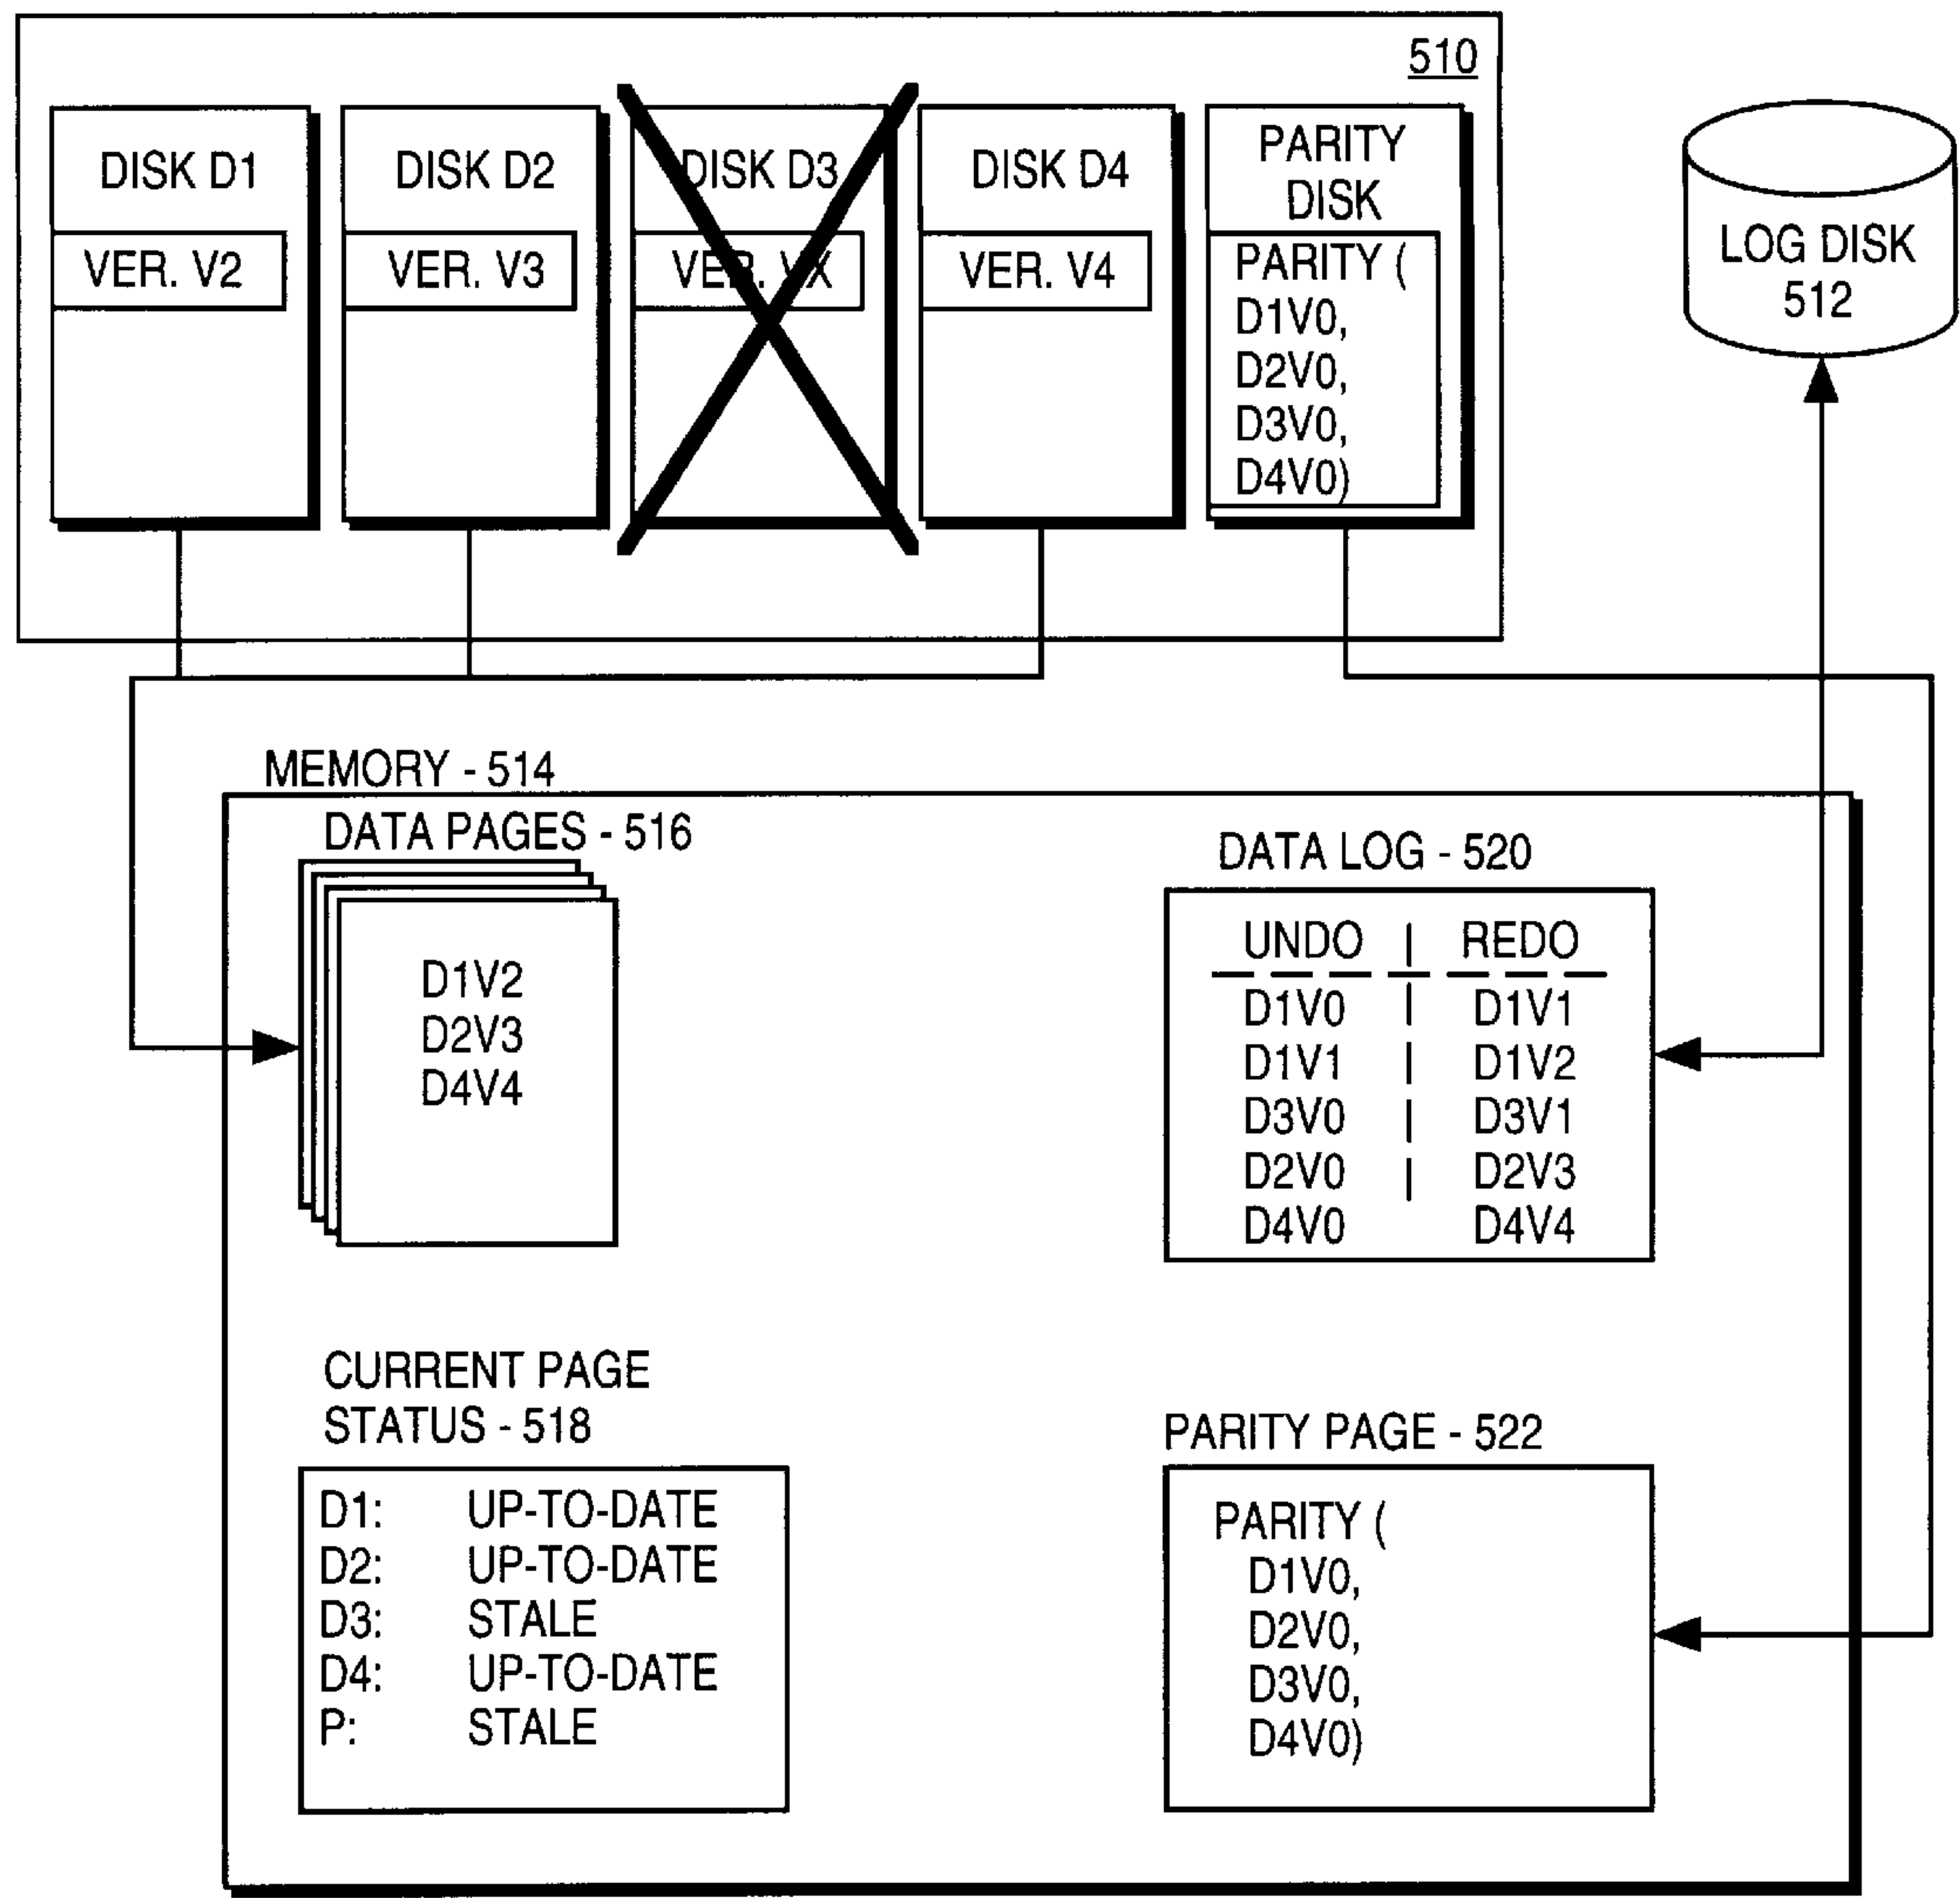 510
DISK D1
VER. V2
DISK D2
VER. V3
DISK D3
VER. VX
DISK D4
VER. V4
PARITY
DISK
PARITY (
D1V0,
D2V0,
D3V0,
D4V0)
LOG DISK
512
MEMORY - 514
DATA PAGES - 516
D1V2
D2V3
D4V4
DATA LOG - 520
UNDO | REDO
D1V0 | D1V1
D1V1 | D1V2
D3V0 | D3V1
D2V0 | D2V3
D4V0 D4V4
CURRENT PAGE
STATUS - 518
D1: UP-TO-DATE
D2: UP-TO-DATE
D3: STALE
D4: UP-TO-DATE
P: STALE
PARITY PAGE - 522
PARITY (
D1V0,
D2V0,
D3V0,
D4V0)